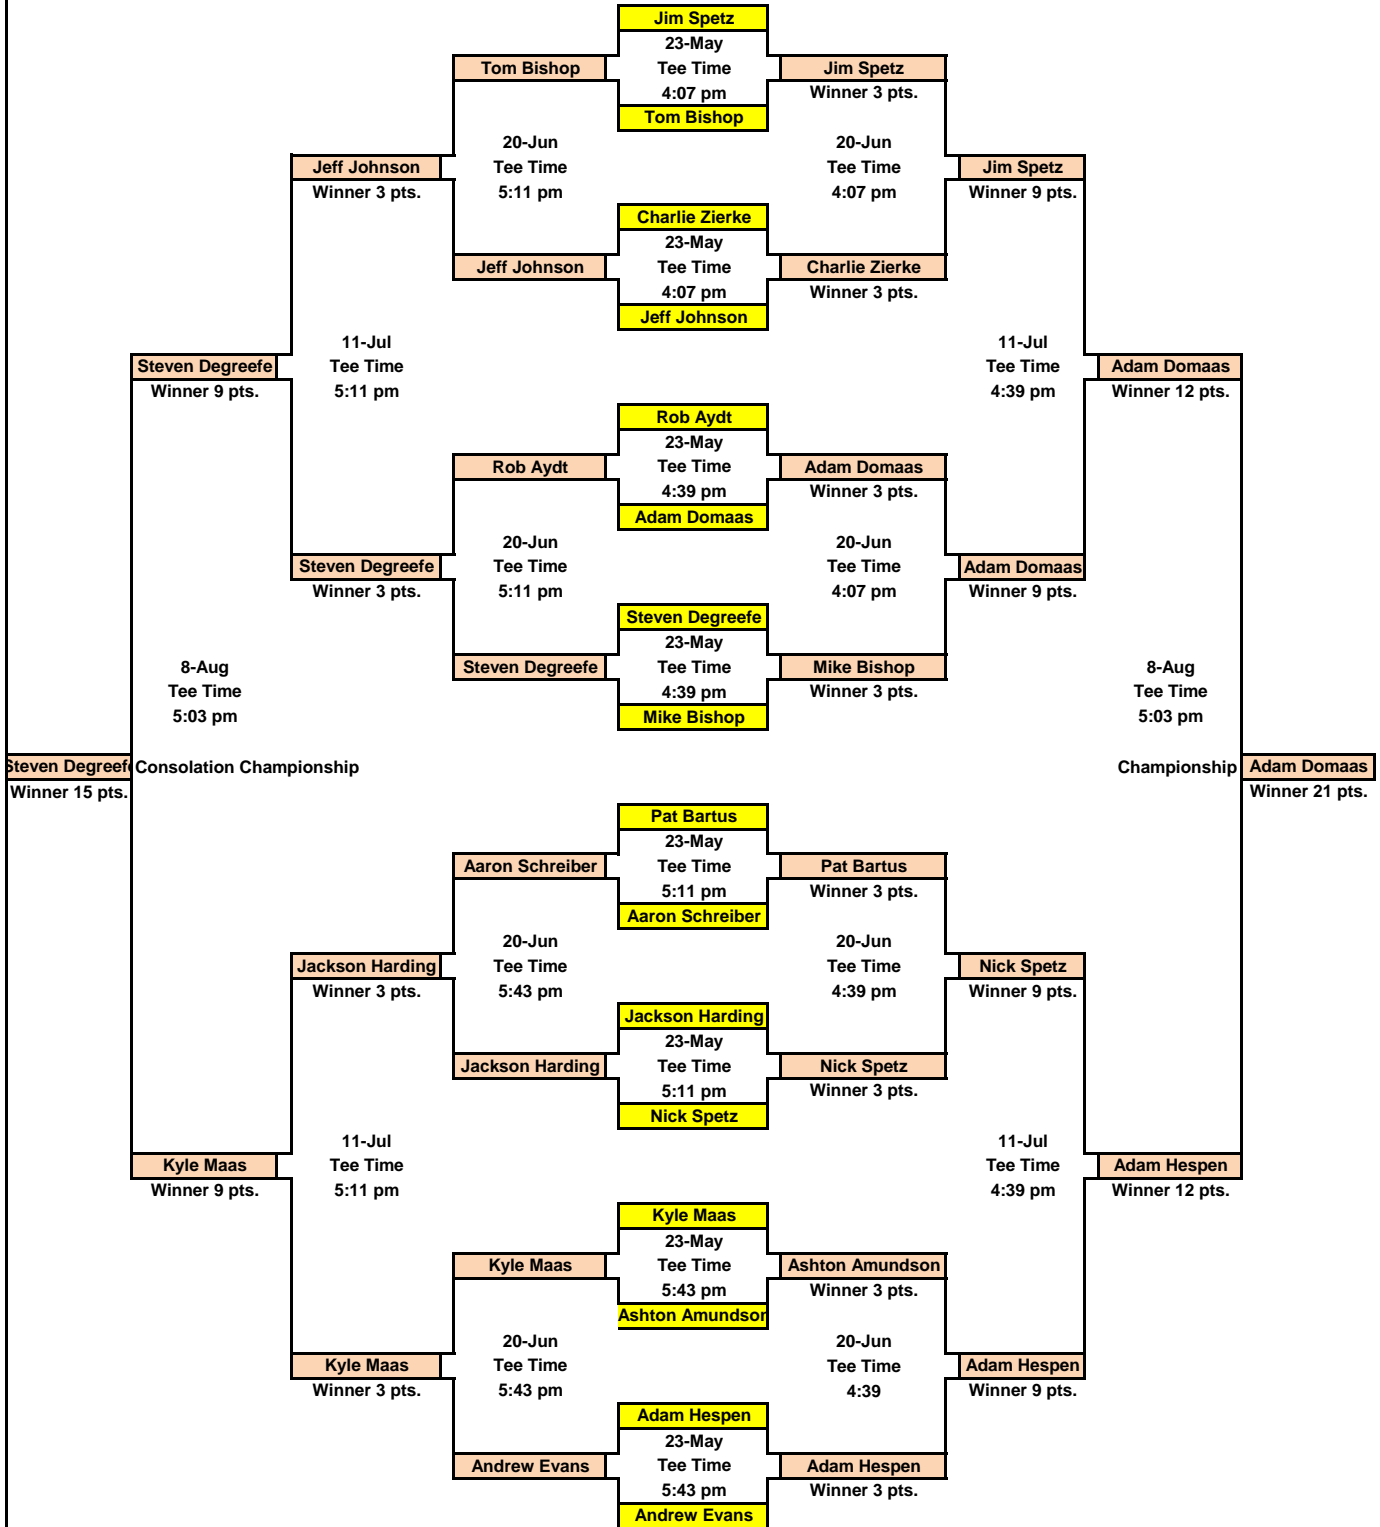 Jim Spetz
23-May
Tom Bishop Tee Time Jim Spetz
4:07 pm Winner 3 pts.
Tom Bishop
20-Jun 20-Jun
Jeff Johnson Tee Time Tee Time Jim Spetz
Winner 3 pts. 5:11 pm 4:07 pm Winner 9 pts.
Charlie Zierke
23-May
Jeff Johnson Tee Time Charlie Zierke
4:07 pm Winner 3 pts.
Jeff Johnson
11-Jul 11-Jul
Steven Degreefe Tee Time Tee Time Adam Domaas
Winner 9 pts. 5:11 pm 4:39 pm Winner 12 pts.
Rob Aydt
23-May
Rob Aydt Tee Time Adam Domaas
4:39 pm Winner 3 pts.
Adam Domaas
20-Jun 20-Jun
Steven Degreefe Tee Time Tee Time Adam Domaas
Winner 3 pts. 5:11 pm 4:07 pm Winner 9 pts.
Steven Degreefe
23-May
8-Aug Steven Degreefe Tee Time Mike Bishop 8-Aug
Tee Time 4:39 pm Winner 3 pts. Tee Time
5:03 pm Mike Bishop 5:03 pm
Steven Degreefe Consolation Championship Championship Adam Domaas
Winner 15 pts. Winner 21 pts.
Pat Bartus
23-May
Aaron Schreiber Tee Time Pat Bartus
5:11 pm Winner 3 pts.
Aaron Schreiber
20-Jun 20-Jun
Jackson Harding Tee Time Tee Time Nick Spetz
Winner 3 pts. 5:43 pm 4:39 pm Winner 9 pts.
Jackson Harding
23-May
Jackson Harding Tee Time Nick Spetz
5:11 pm Winner 3 pts.
Nick Spetz
11-Jul 11-Jul
Kyle Maas Tee Time Tee Time Adam Hespen
Winner 9 pts. 5:11 pm 4:39 pm Winner 12 pts.
Kyle Maas
23-May
Kyle Maas Tee Time Ashton Amundson
5:43 pm Winner 3 pts.
Ashton Amundson
20-Jun 20-Jun
Kyle Maas Tee Time Tee Time Adam Hespen
Winner 3 pts. 5:43 pm 4:39 Winner 9 pts.
Adam Hespen
23-May
Andrew Evans Tee Time Adam Hespen
5:43 pm Winner 3 pts.
Andrew Evans